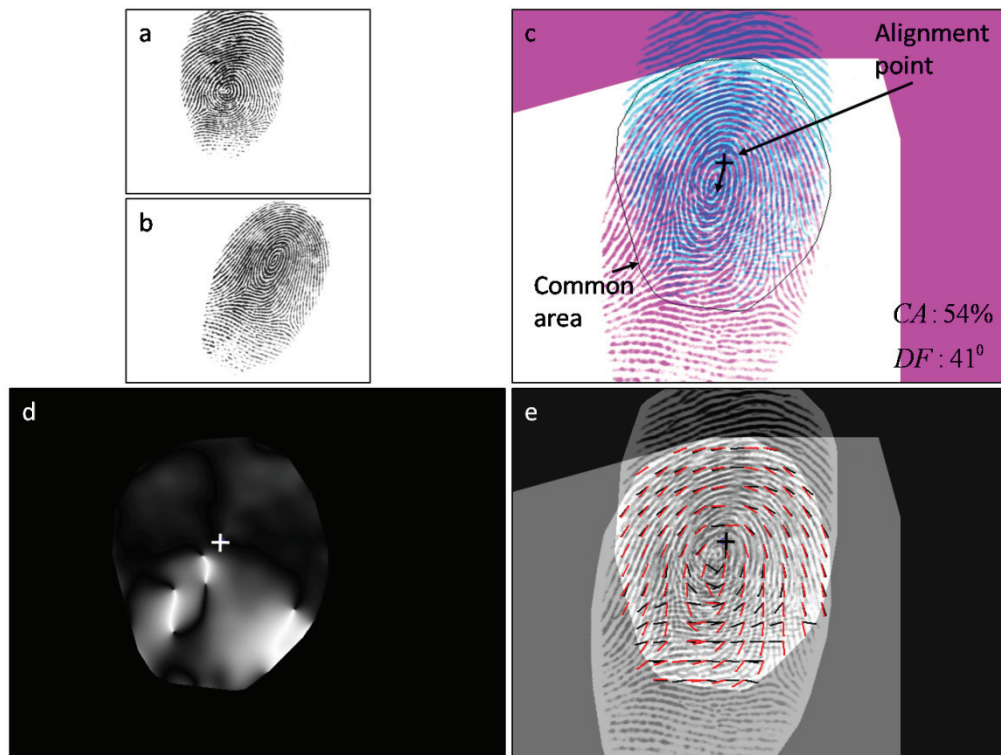 a
b
c
Alignment
point
Common
area
CA : 54%
DF : 41⁰
d
e